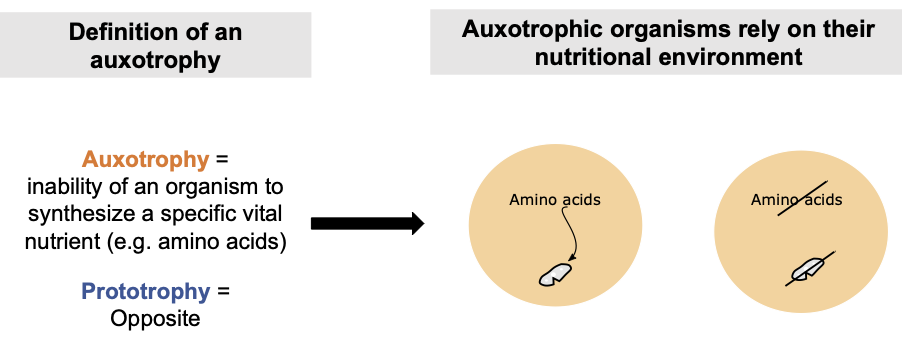 Definition of an
auxotrophy
Auxotrophic organisms rely on their
nutritional environment
Auxotrophy =
inability of an organism to
synthesize a specific vital
nutrient (e.g. amino acids)
Prototrophy =
Opposite
Amino acids
Amino acids